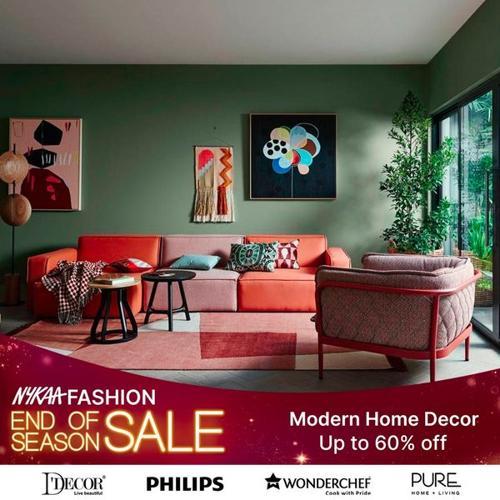 NYKAA FASHION
END OF
SEASON
SALE
Modern Home Decor
Up to 60% off
D'DECOR
Live beautiful
PHILIPS
WONDERCHEF
Cook with Pride
PURE
HOME + LIVING